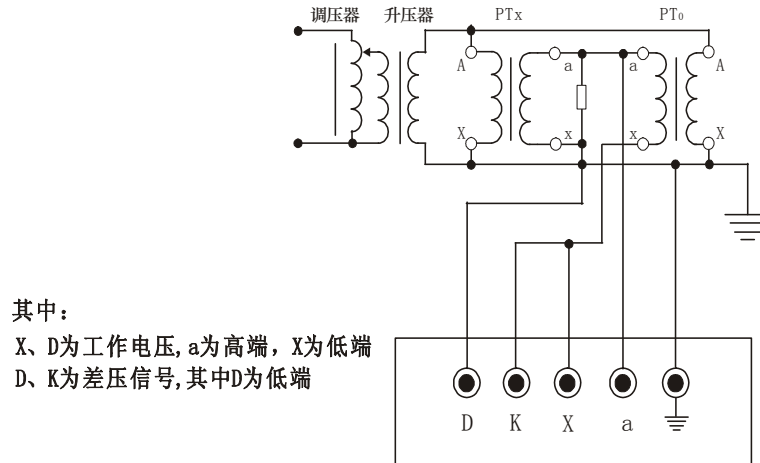 调压器 升压器 PTx PT₀
A a a A
X x x X
其中：
X、D为工作电压,a为高端，X为低端
D、K为差压信号,其中D为低端
D K X a